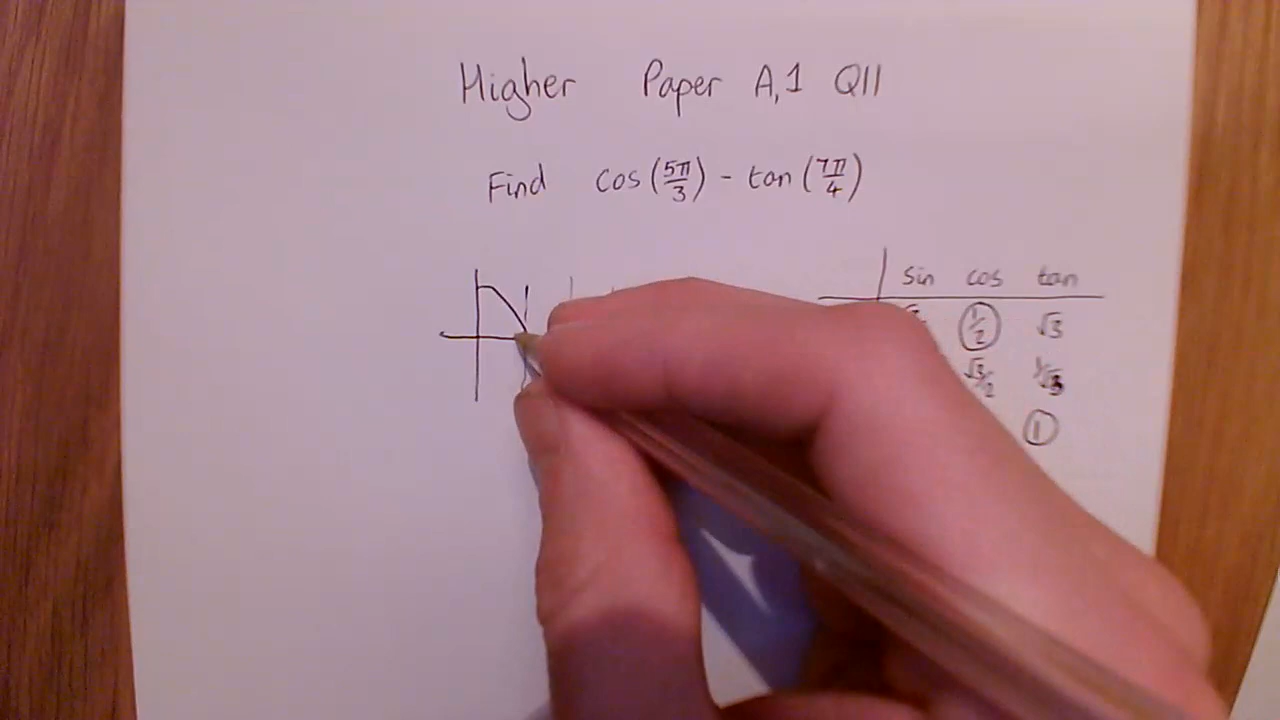 Higher Paper A,1 Q11
Find cos(5π/3) - tan(7π/4)
sin cos tan
1/2 √3
√3/2 1/√3
1